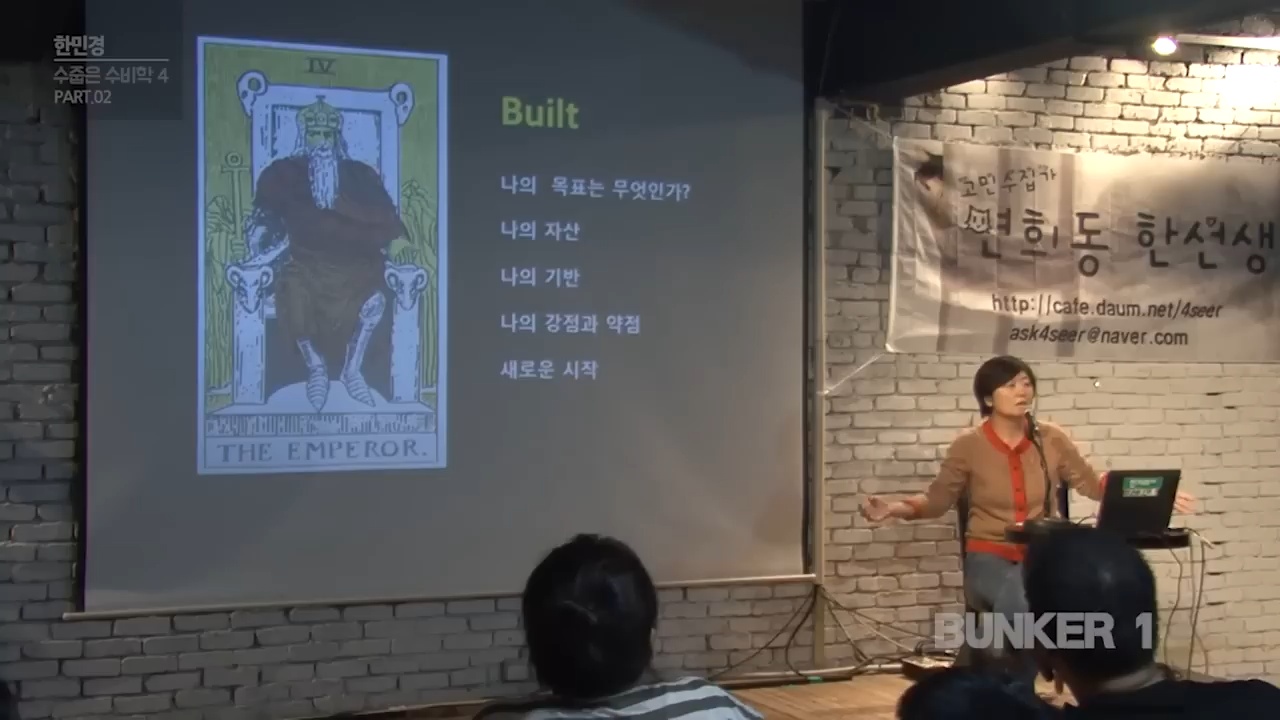 한민경
수줍은 수비학 4
PART.02
IV
THE EMPEROR.
Built
나의 목표는 무엇인가?
나의 자산
나의 기반
나의 강점과 약점
새로운 시작
고민 수집가
연희동 한선생
http://cafe.daum.net/4seer
ask4seer@naver.com
BUNKER 1